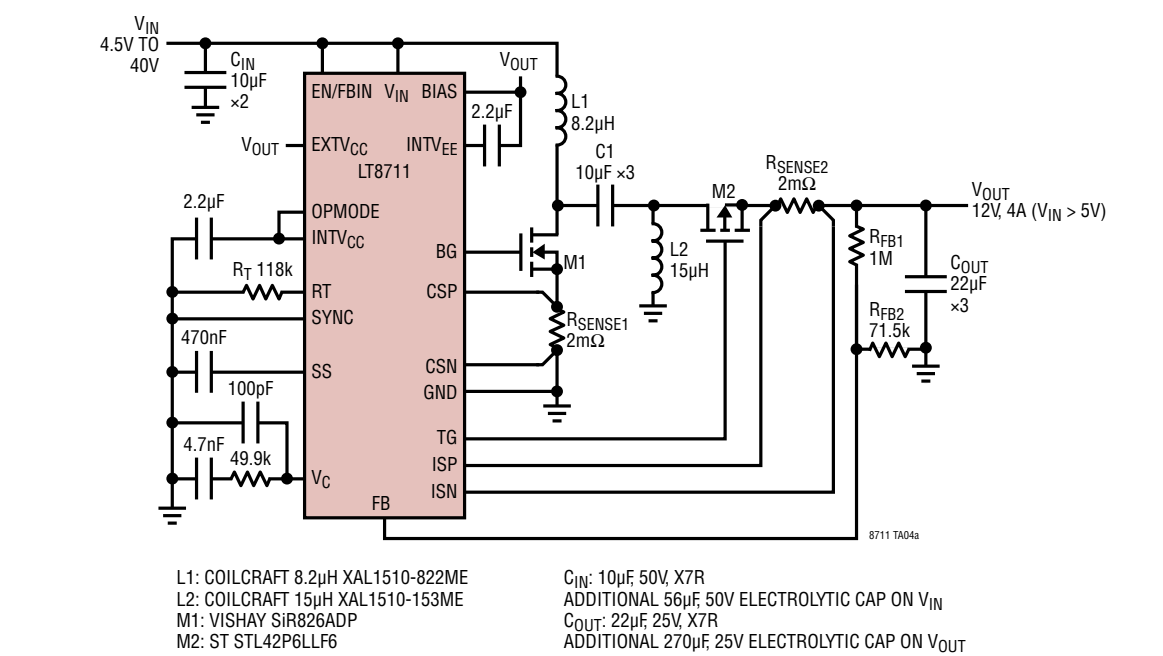 VIN
4.5V TO
40V
CIN
10µF
×2
EN/FBIN
VIN
BIAS
VOUT
2.2µF
L1
8.2µH
VOUT
EXTVCC
INTVEE
LT8711
C1
10µF ×3
M2
RSENSE2
2mΩ
VOUT
12V, 4A (VIN > 5V)
2.2µF
OPMODE
INTVCC
BG
M1
L2
15µH
RFB1
1M
COUT
22µF
×3
RT 118k
RT
CSP
SYNC
RSENSE1
2mΩ
RFB2
71.5k
470nF
SS
CSN
GND
100pF
4.7nF
49.9k
VC
TG
ISP
ISN
FB
8711 TA04a
L1: COILCRAFT 8.2µH XAL1510-822ME
L2: COILCRAFT 15µH XAL1510-153ME
M1: VISHAY SiR826ADP
M2: ST STL42P6LLF6
CIN: 10µF, 50V, X7R
ADDITIONAL 56µF, 50V ELECTROLYTIC CAP ON VIN
COUT: 22µF, 25V, X7R
ADDITIONAL 270µF, 25V ELECTROLYTIC CAP ON VOUT